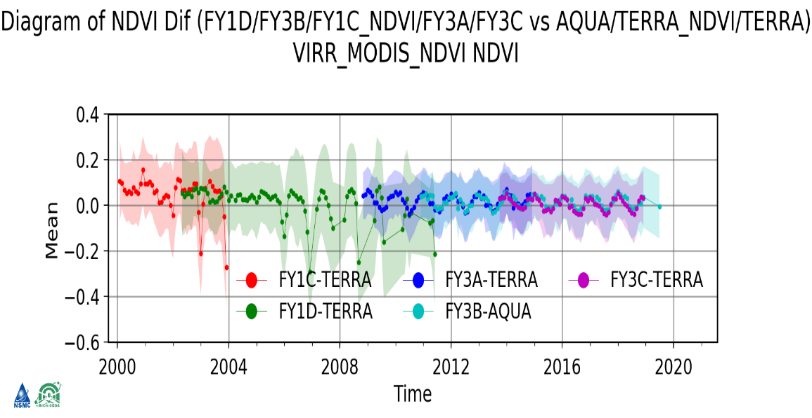 Diagram of NDVI Dif (FY1D/FY3B/FY1C_NDVI/FY3A/FY3C vs AQUA/TERRA_NDVI/TERRA)
VIRR_MODIS_NDVI NDVI
0.4
0.2
0.0
−0.2
−0.4
−0.6
Mean
FY1C-TERRA FY3A-TERRA FY3C-TERRA
FY1D-TERRA FY3B-AQUA
2000 2004 2008 2012 2016 2020
Time
NSMC